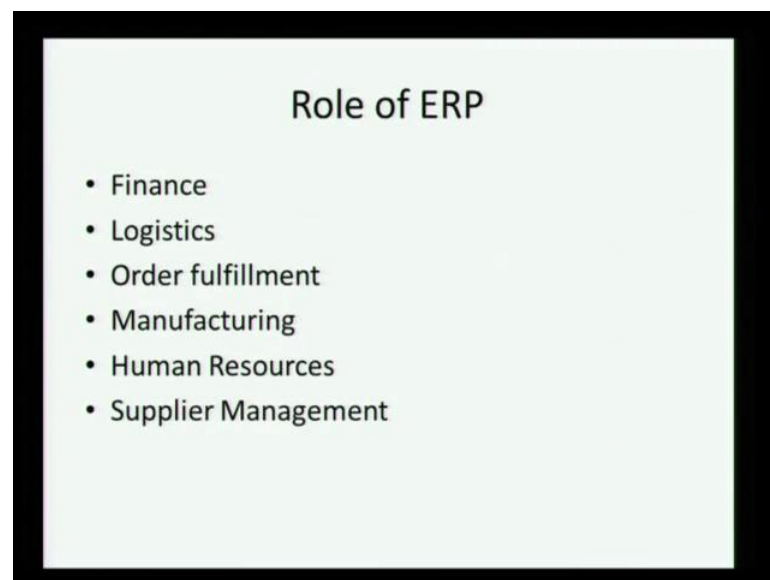 Role of ERP
• Finance
• Logistics
• Order fulfillment
• Manufacturing
• Human Resources
• Supplier Management